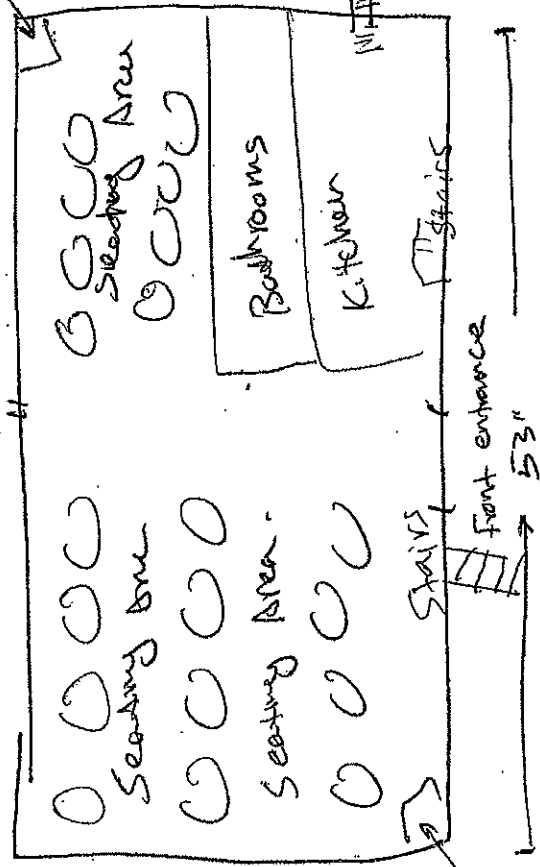 Seating Area
Bathrooms
Kitchen
Seating Area
Seating Area.
Stairs
Stairs
front entrance
53"